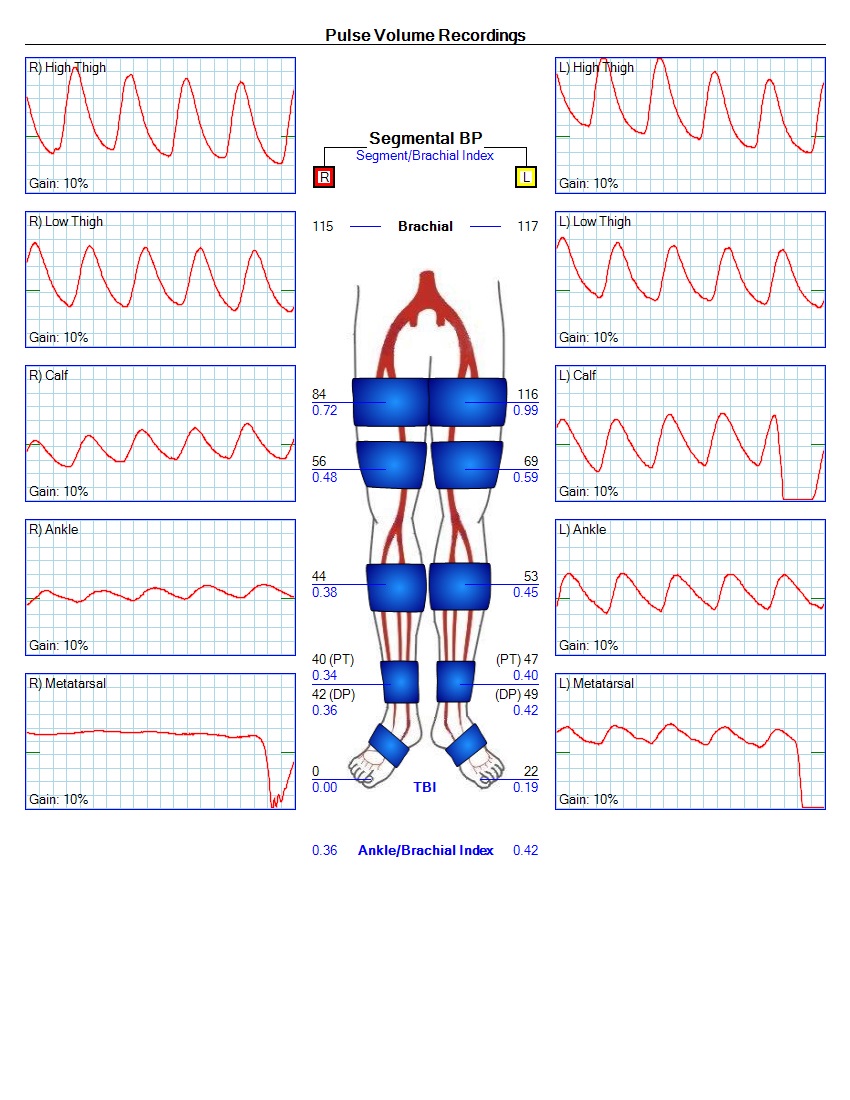 Pulse Volume Recordings
R) High Thigh
Gain: 10%
R) Low Thigh
Gain: 10%
R) Calf
Gain: 10%
R) Ankle
Gain: 10%
R) Metatarsal
Gain: 10%
Segmental BP
Segment/Brachial Index
R L
115 Brachial 117
84 116
0.72 0.99
56 69
0.48 0.59
44 53
0.38 0.45
40 (PT) (PT) 47
0.34 0.40
42 (DP) (DP) 49
0.36 0.42
0 22
0.00 TBI 0.19
0.36 Ankle/Brachial Index 0.42
L) High Thigh
Gain: 10%
L) Low Thigh
Gain: 10%
L) Calf
Gain: 10%
L) Ankle
Gain: 10%
L) Metatarsal
Gain: 10%